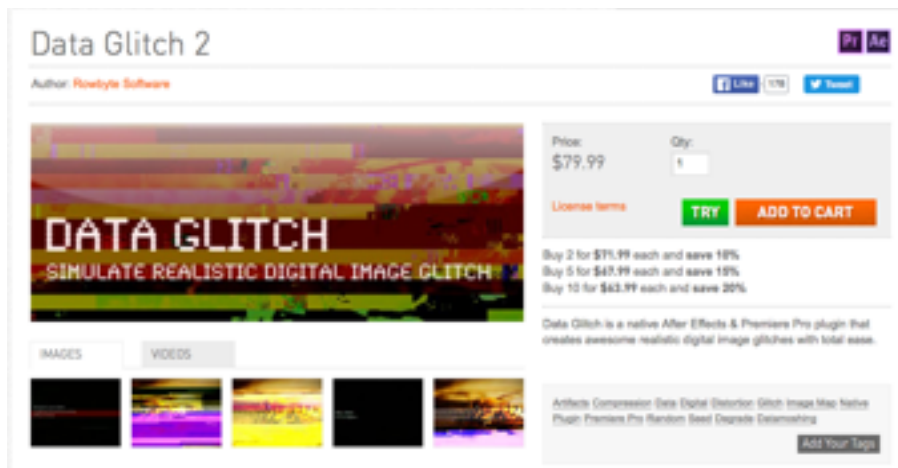 Data Glitch 2
Pr Ae
Author: Rowbyte Software
Like 178 Tweet
DATA GLITCH
SIMULATE REALISTIC DIGITAL IMAGE GLITCH
Price: Qty:
$79.99 1
License terms TRY ADD TO CART
Buy 2 for $71.99 each and save 10%
Buy 5 for $67.99 each and save 15%
Buy 10 for $63.99 each and save 20%
Data Glitch is a native After Effects & Premiere Pro plugin that
creates awesome realistic digital image glitches with total ease.
IMAGES VIDEOS
Artifacts Compression Data Digital Distortion Glitch Image Map Native
Plugin Premiere Pro Random Seed Degrade Datamoshing
Add Your Tags